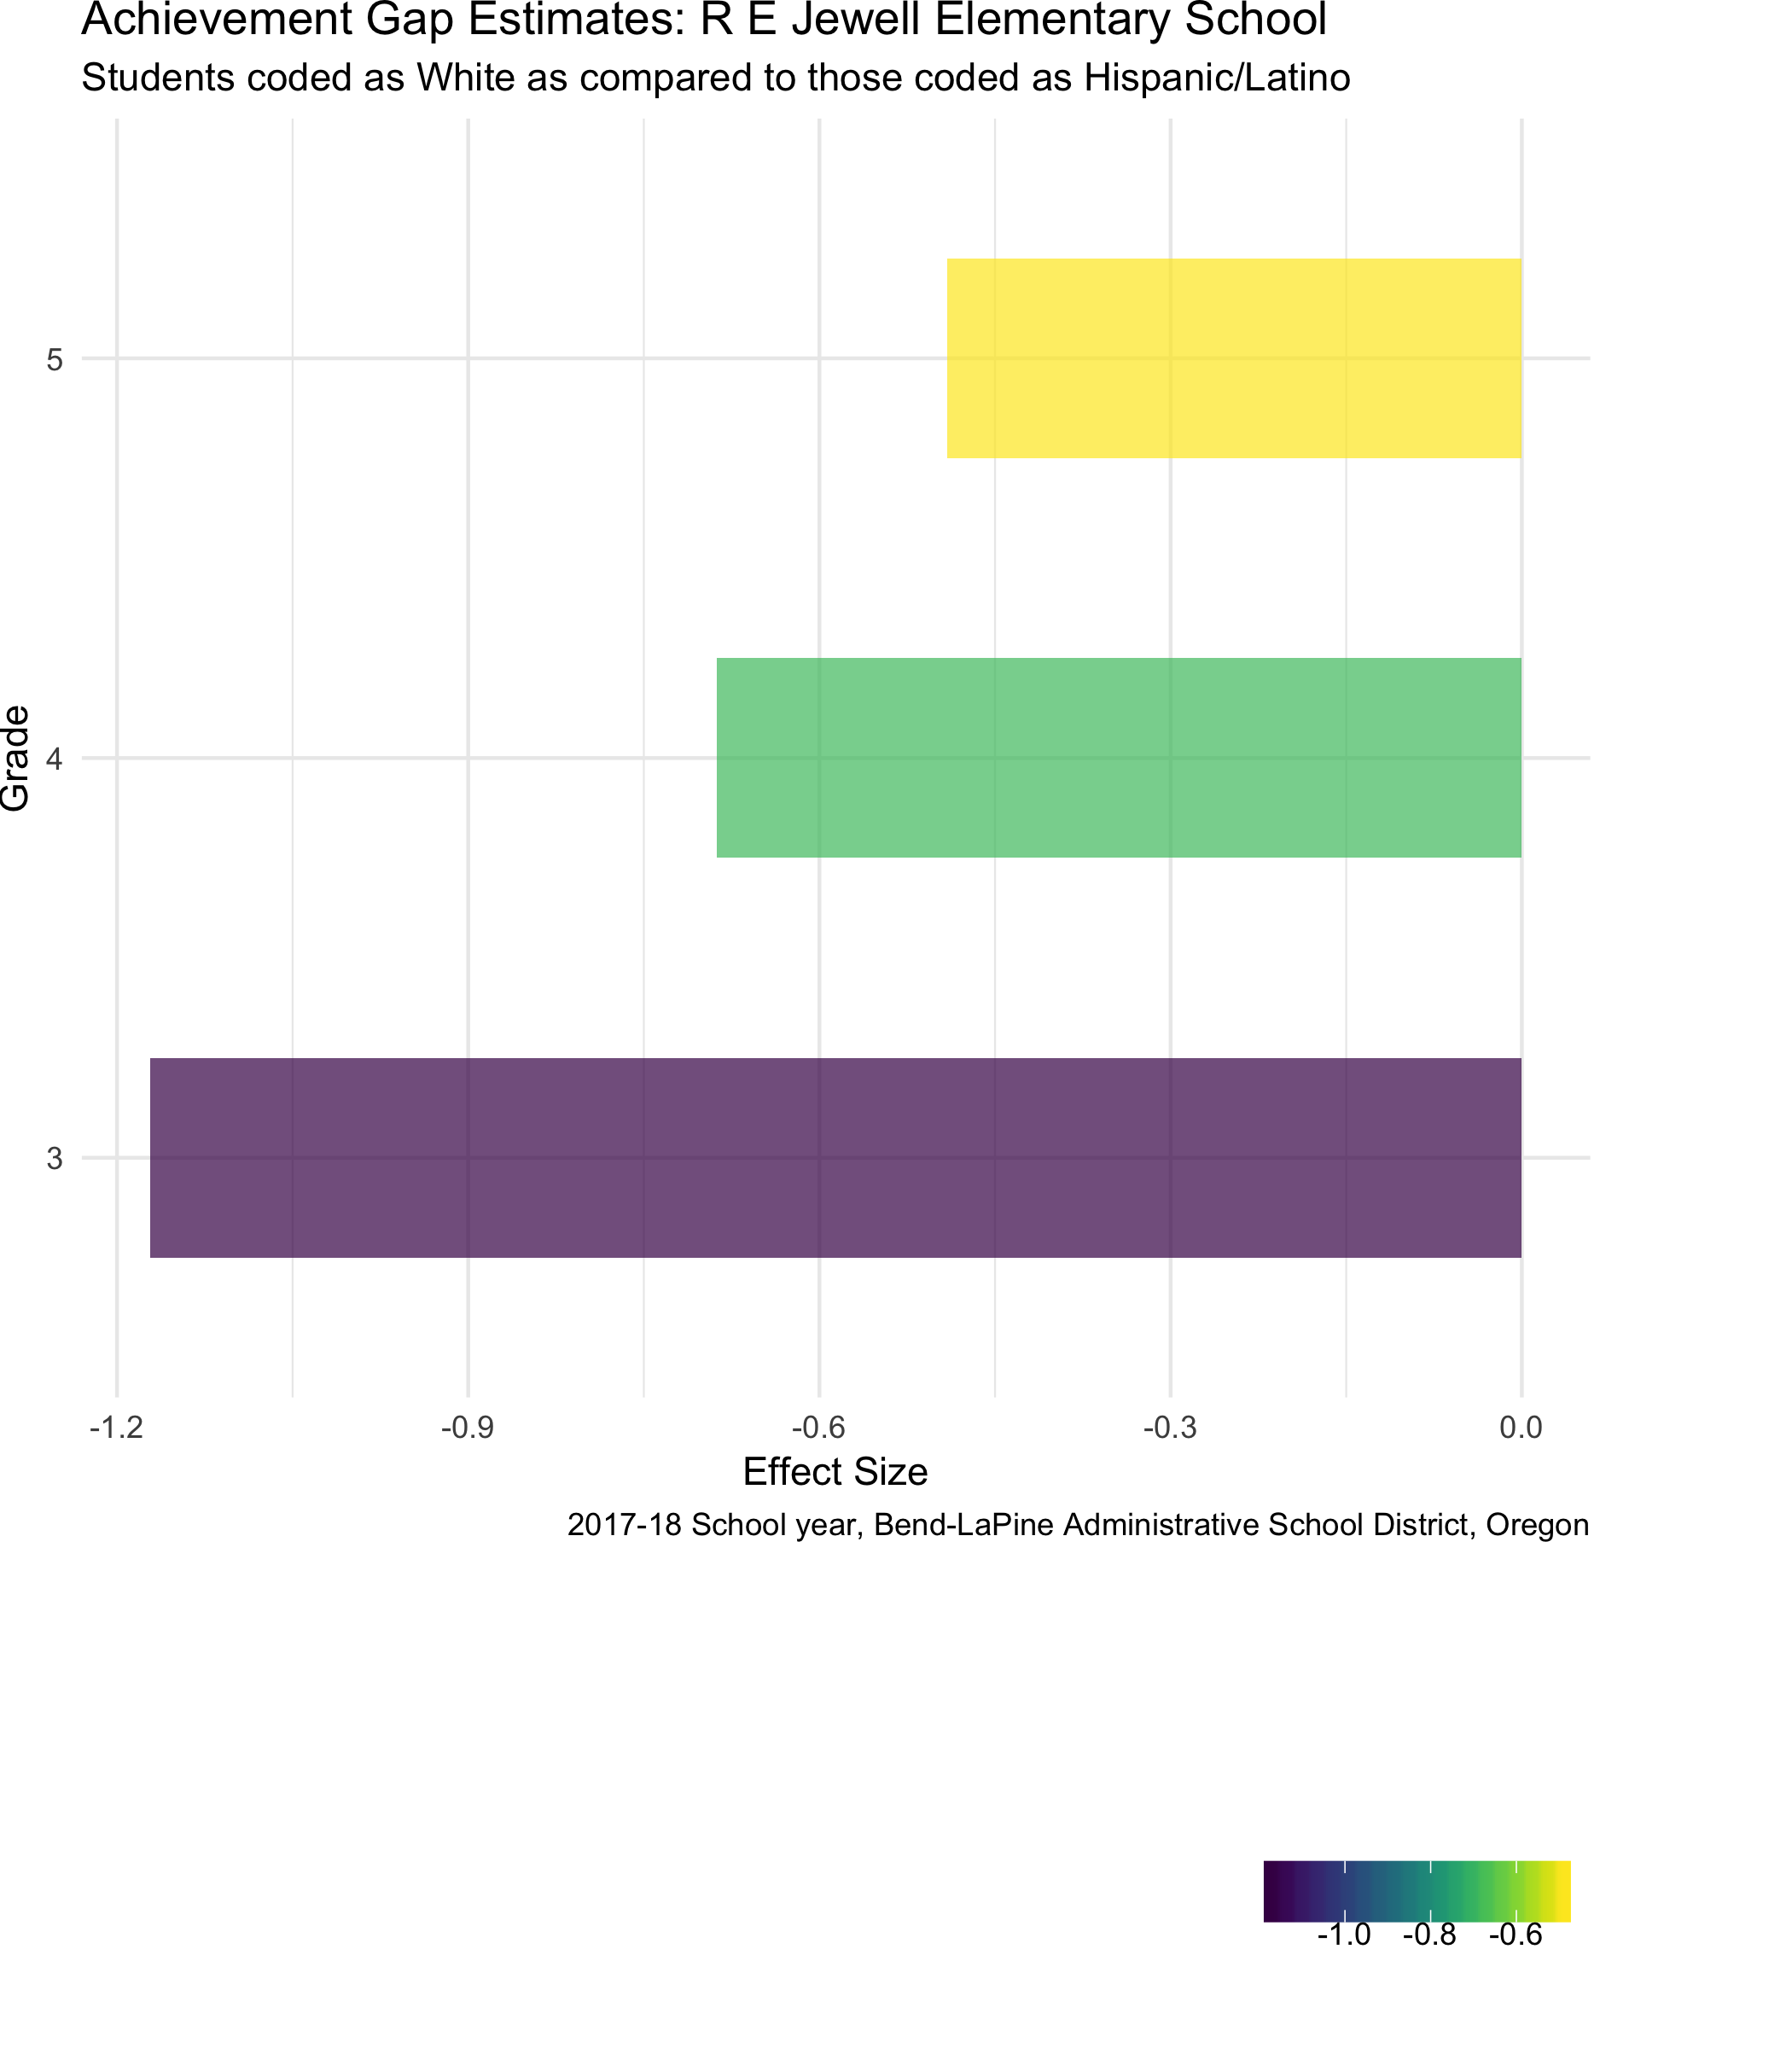 Achievement Gap Estimates: R E Jewell Elementary School
Students coded as White as compared to those coded as Hispanic/Latino
Grade
5
4
3
-1.2 -0.9 -0.6 -0.3 0.0
Effect Size
2017-18 School year, Bend-LaPine Administrative School District, Oregon
-1.0 -0.8 -0.6